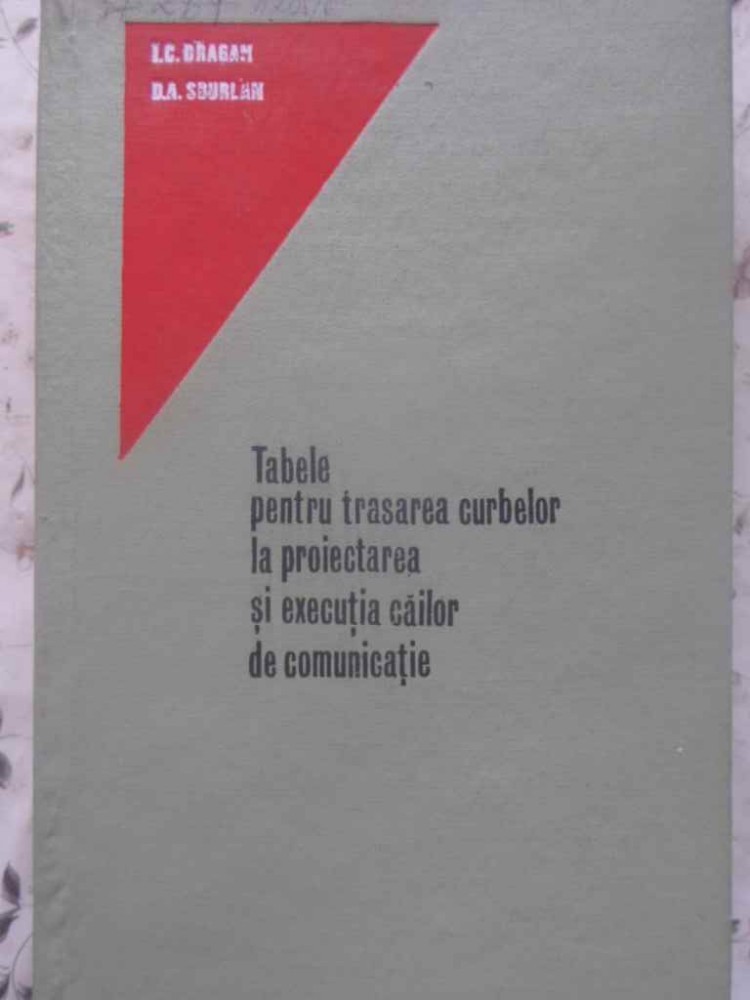 I.C. DRAGAN
D.A. SBURLAN
Tabele
pentru trasarea curbelor
la proiectarea
și execuția căilor
de comunicație